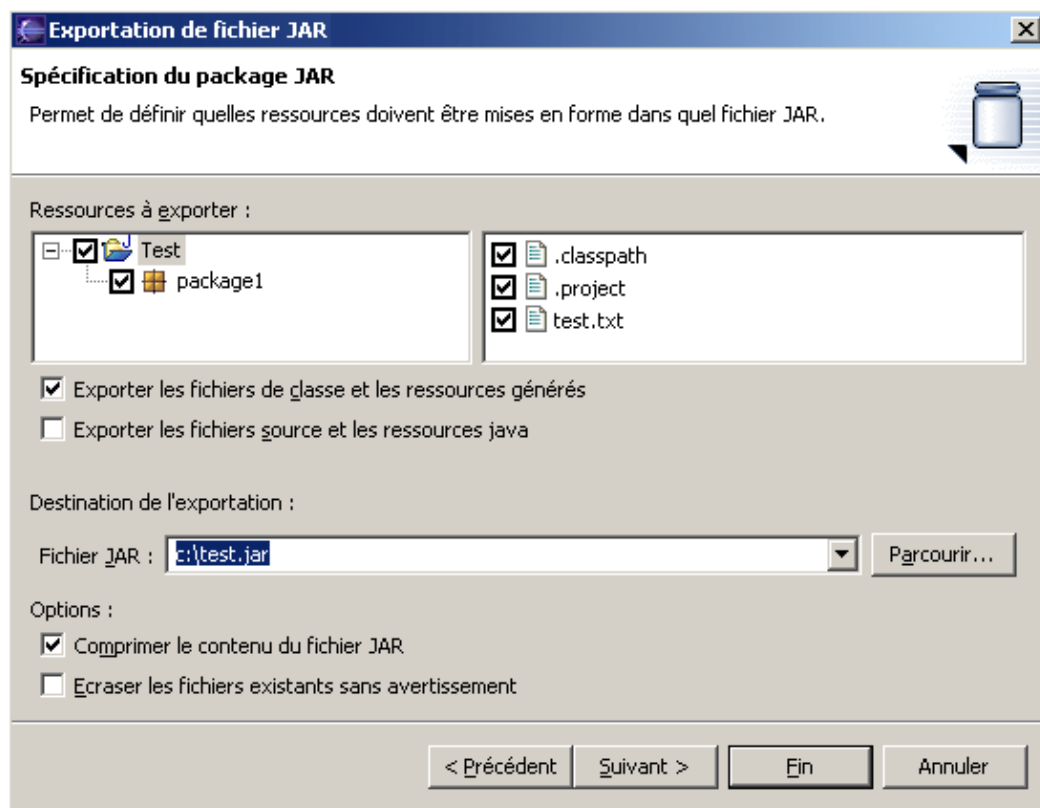 Exportation de fichier JAR
Spécification du package JAR
Permet de définir quelles ressources doivent être mises en forme dans quel fichier JAR.
Ressources à exporter :
Test
package1
.classpath
.project
test.txt
Exporter les fichiers de classe et les ressources générés
Exporter les fichiers source et les ressources java
Destination de l'exportation :
Fichier JAR :
c:\test.jar
Parcourir...
Options :
Comprimer le contenu du fichier JAR
Ecraser les fichiers existants sans avertissement
< Précédent
Suivant >
Fin
Annuler